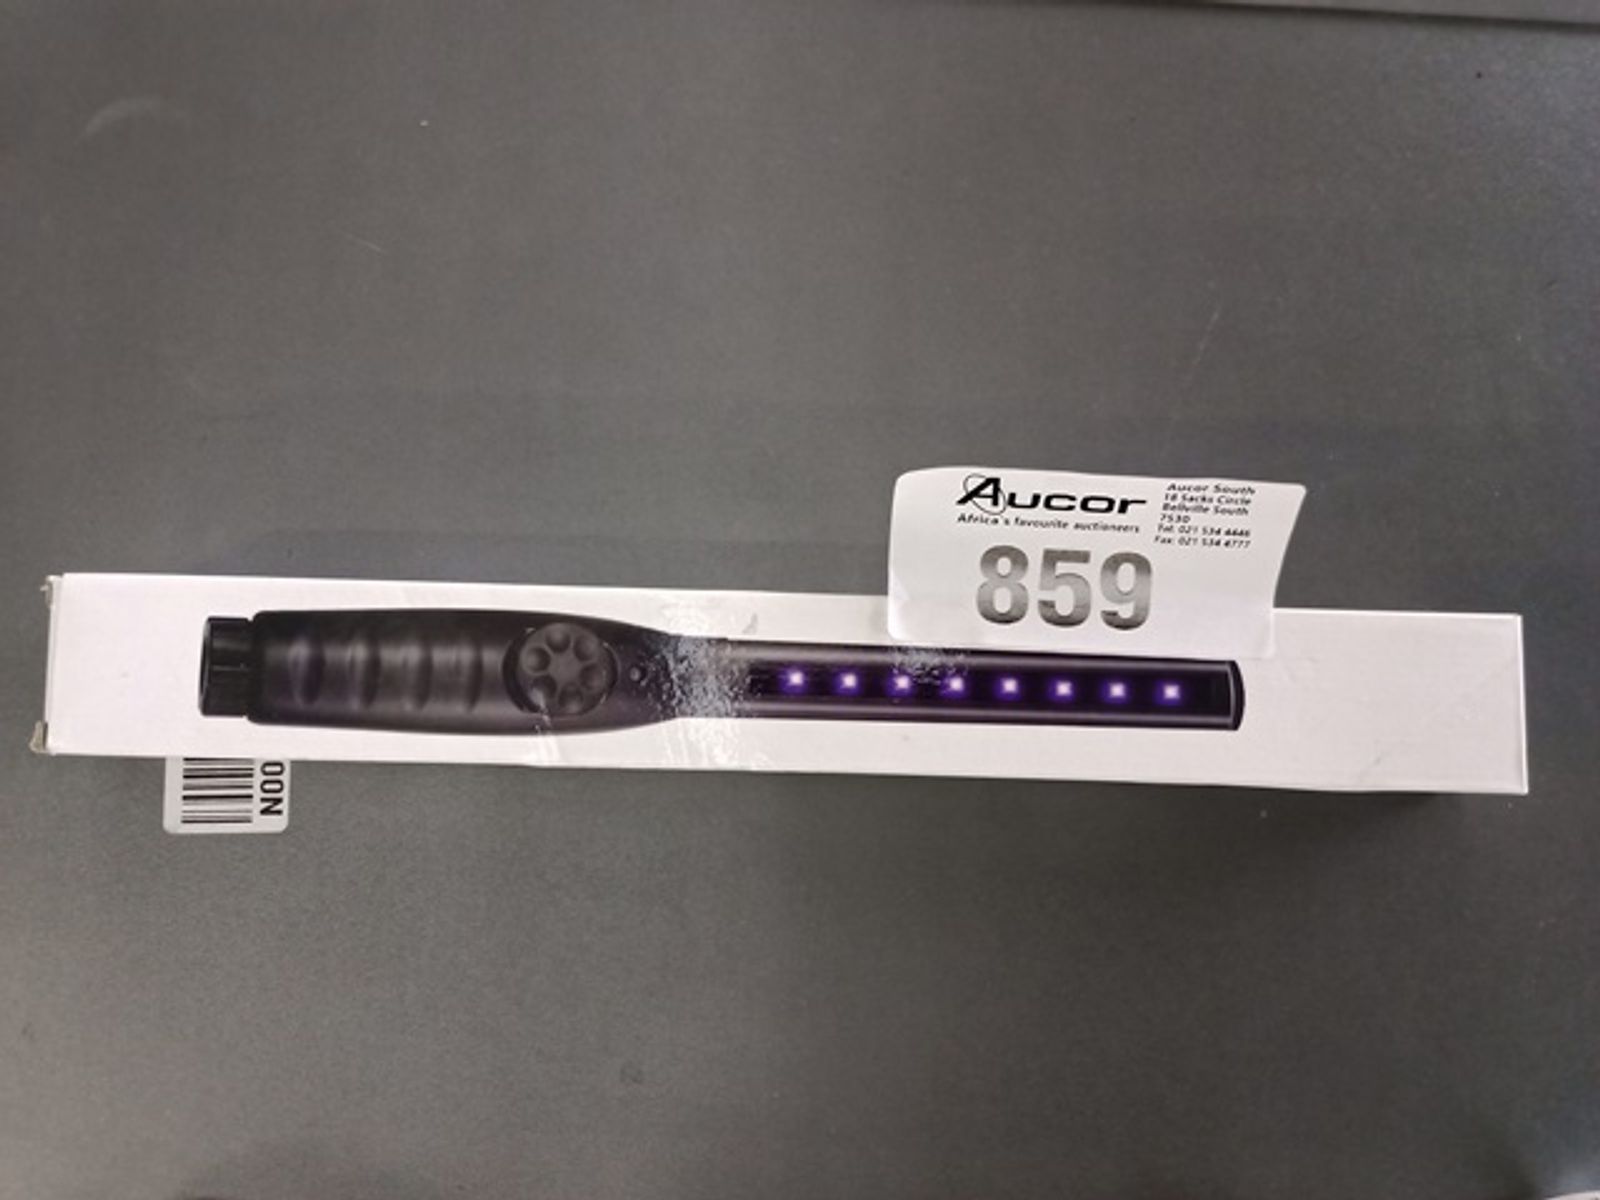 Aucor
Africa's favourite auctioneers
Aucor South
18 Sacks Circle
Bellville South
7530
Tel: 021 534 4446
Fax: 021 534 4777
859
N00